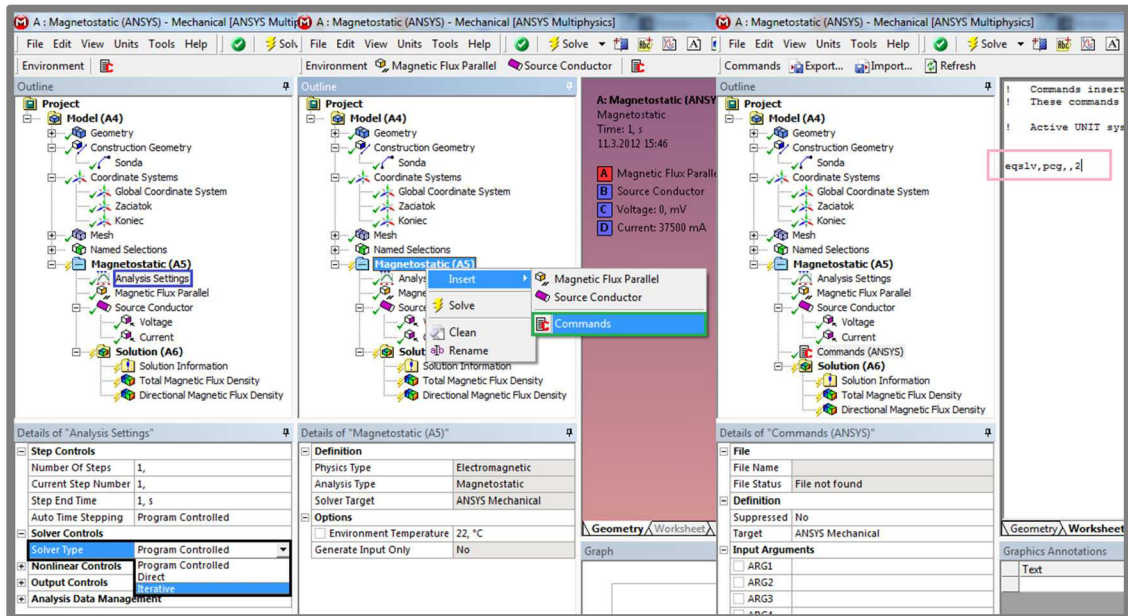 A : Magnetostatic (ANSYS) - Mechanical [ANSYS Multip
File Edit View Units Tools Help Solv
Environment
Outline
Project
Model (A4)
Geometry
Construction Geometry
Sonda
Coordinate Systems
Global Coordinate System
Zaciatok
Koniec
Mesh
Named Selections
Magnetostatic (A5)
Analysis Settings
Magnetic Flux Parallel
Source Conductor
Voltage
Current
Solution (A6)
Solution Information
Total Magnetic Flux Density
Directional Magnetic Flux Density
Details of "Analysis Settings"
Step Controls
Number Of Steps 1,
Current Step Number 1,
Step End Time 1, s
Auto Time Stepping Program Controlled
Solver Controls
Solver Type Program Controlled
Nonlinear Controls Program Controlled
Output Controls Direct
Iterative
Analysis Data Management
A : Magnetostatic (ANSYS) - Mechanical [ANSYS Multiphysics]
File Edit View Units Tools Help Solve
Environment Magnetic Flux Parallel Source Conductor
Outline
Project
Model (A4)
Geometry
Construction Geometry
Sonda
Coordinate Systems
Global Coordinate System
Zaciatok
Koniec
Mesh
Named Selections
Magnetostatic (A5)
Analys
Magne
Source
Solut
Solution Information
Total Magnetic Flux Density
Directional Magnetic Flux Density
Insert
Solve
Clean
Rename
Magnetic Flux Parallel
Source Conductor
Commands
A: Magnetostatic (ANSY
Magnetostatic
Time: 1, s
11.3.2012 15:46
A Magnetic Flux Paralle
B Source Conductor
C Voltage: 0, mV
D Current: 37500 mA
Details of "Magnetostatic (A5)"
Definition
Physics Type Electromagnetic
Analysis Type Magnetostatic
Solver Target ANSYS Mechanical
Options
Environment Temperature 22, °C
Generate Input Only No
Geometry Worksheet
Graph
A : Magnetostatic (ANSYS) - Mechanical [ANSYS Multiphysics]
File Edit View Units Tools Help Solve
Commands Export... Import... Refresh
Outline
Project
Model (A4)
Geometry
Construction Geometry
Sonda
Coordinate Systems
Global Coordinate System
Zaciatok
Koniec
Mesh
Named Selections
Magnetostatic (A5)
Analysis Settings
Magnetic Flux Parallel
Source Conductor
Voltage
Current
Commands (ANSYS)
Solution (A6)
Solution Information
Total Magnetic Flux Density
Directional Magnetic Flux Density
! Commands insert
! These commands
! Active UNIT sys
eqslv,pcg,,2
Details of "Commands (ANSYS)"
File
File Name
File Status File not found
Definition
Suppressed No
Target ANSYS Mechanical
Input Arguments
ARG1
ARG2
ARG3
Geometry Worksheet
Graphics Annotations
Text